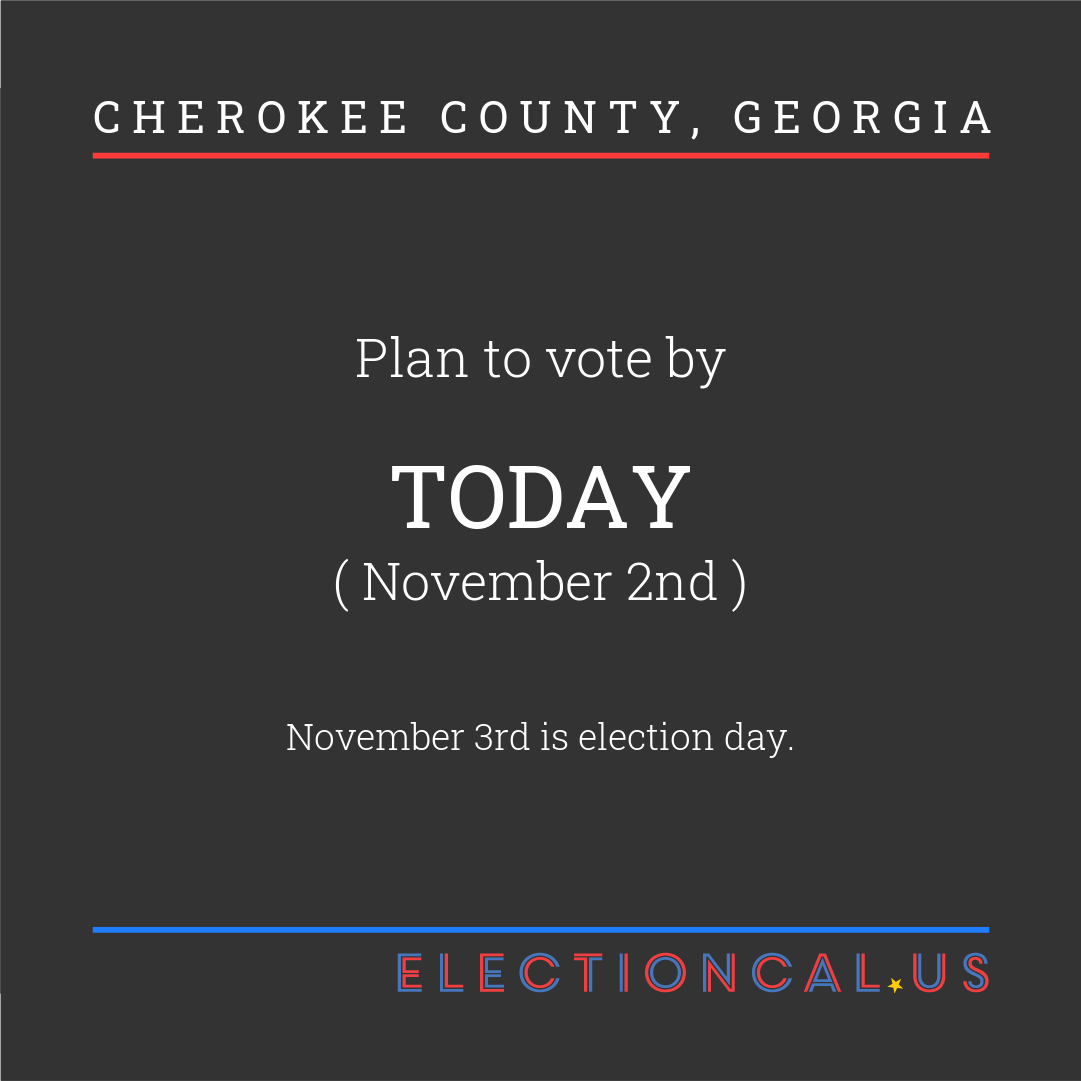 CHEROKEE COUNTY, GEORGIA
Plan to vote by
TODAY
( November 2nd )
November 3rd is election day.
ELECTIONCAL.US